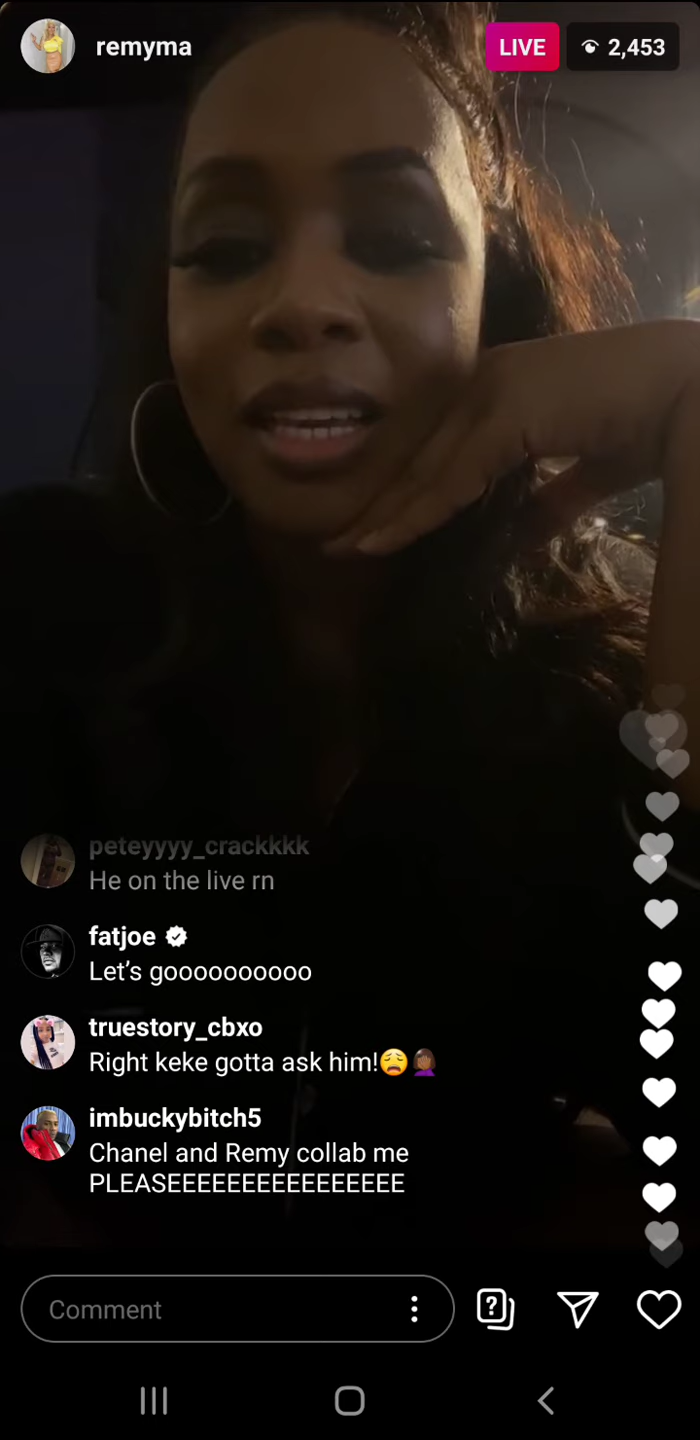 remyma
LIVE
2,453
peteyyyy_crackkkk
He on the live rn
fatjoe
Let’s goooooooooo
truestory_cbxo
Right keke gotta ask him!😩🤦🏾‍♀️
imbuckybitch5
Chanel and Remy collab me
PLEASEEEEEEEEEEEEEEEE
Comment